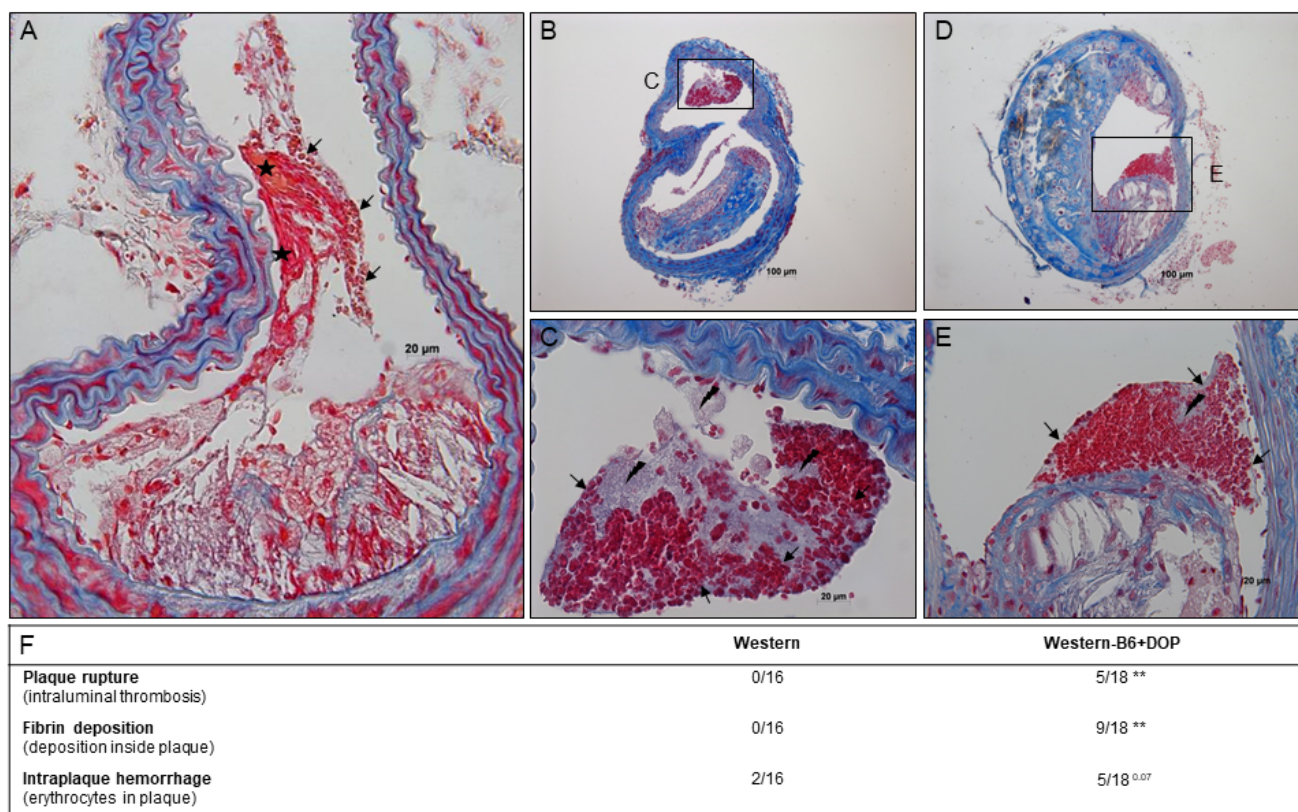 A
20 µm
B
C
100 µm
D
E
100 µm
C
20 µm
E
20 µm
F
Western
Western-B6+DOP
Plaque rupture
(intraluminal thrombosis)
0/16
5/18 **
Fibrin deposition
(deposition inside plaque)
0/16
9/18 **
Intraplaque hemorrhage
(erythrocytes in plaque)
2/16
5/18 0.07